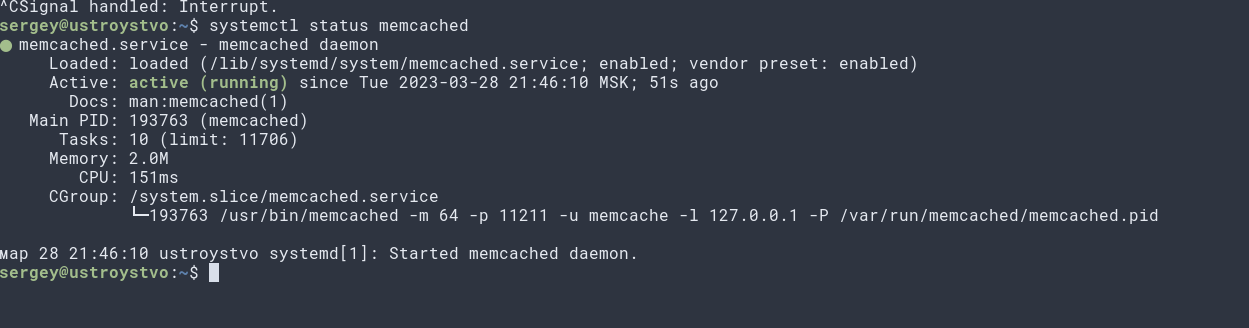 ^CSignal handled: Interrupt.
sergey@ustroystvo:~$ systemctl status memcached
● memcached.service - memcached daemon
     Loaded: loaded (/lib/systemd/system/memcached.service; enabled; vendor preset: enabled)
     Active: active (running) since Tue 2023-03-28 21:46:10 MSK; 51s ago
       Docs: man:memcached(1)
   Main PID: 193763 (memcached)
      Tasks: 10 (limit: 11706)
     Memory: 2.0M
        CPU: 151ms
     CGroup: /system.slice/memcached.service
             └─193763 /usr/bin/memcached -m 64 -p 11211 -u memcache -l 127.0.0.1 -P /var/run/memcached/memcached.pid
мар 28 21:46:10 ustroystvo systemd[1]: Started memcached daemon.
sergey@ustroystvo:~$